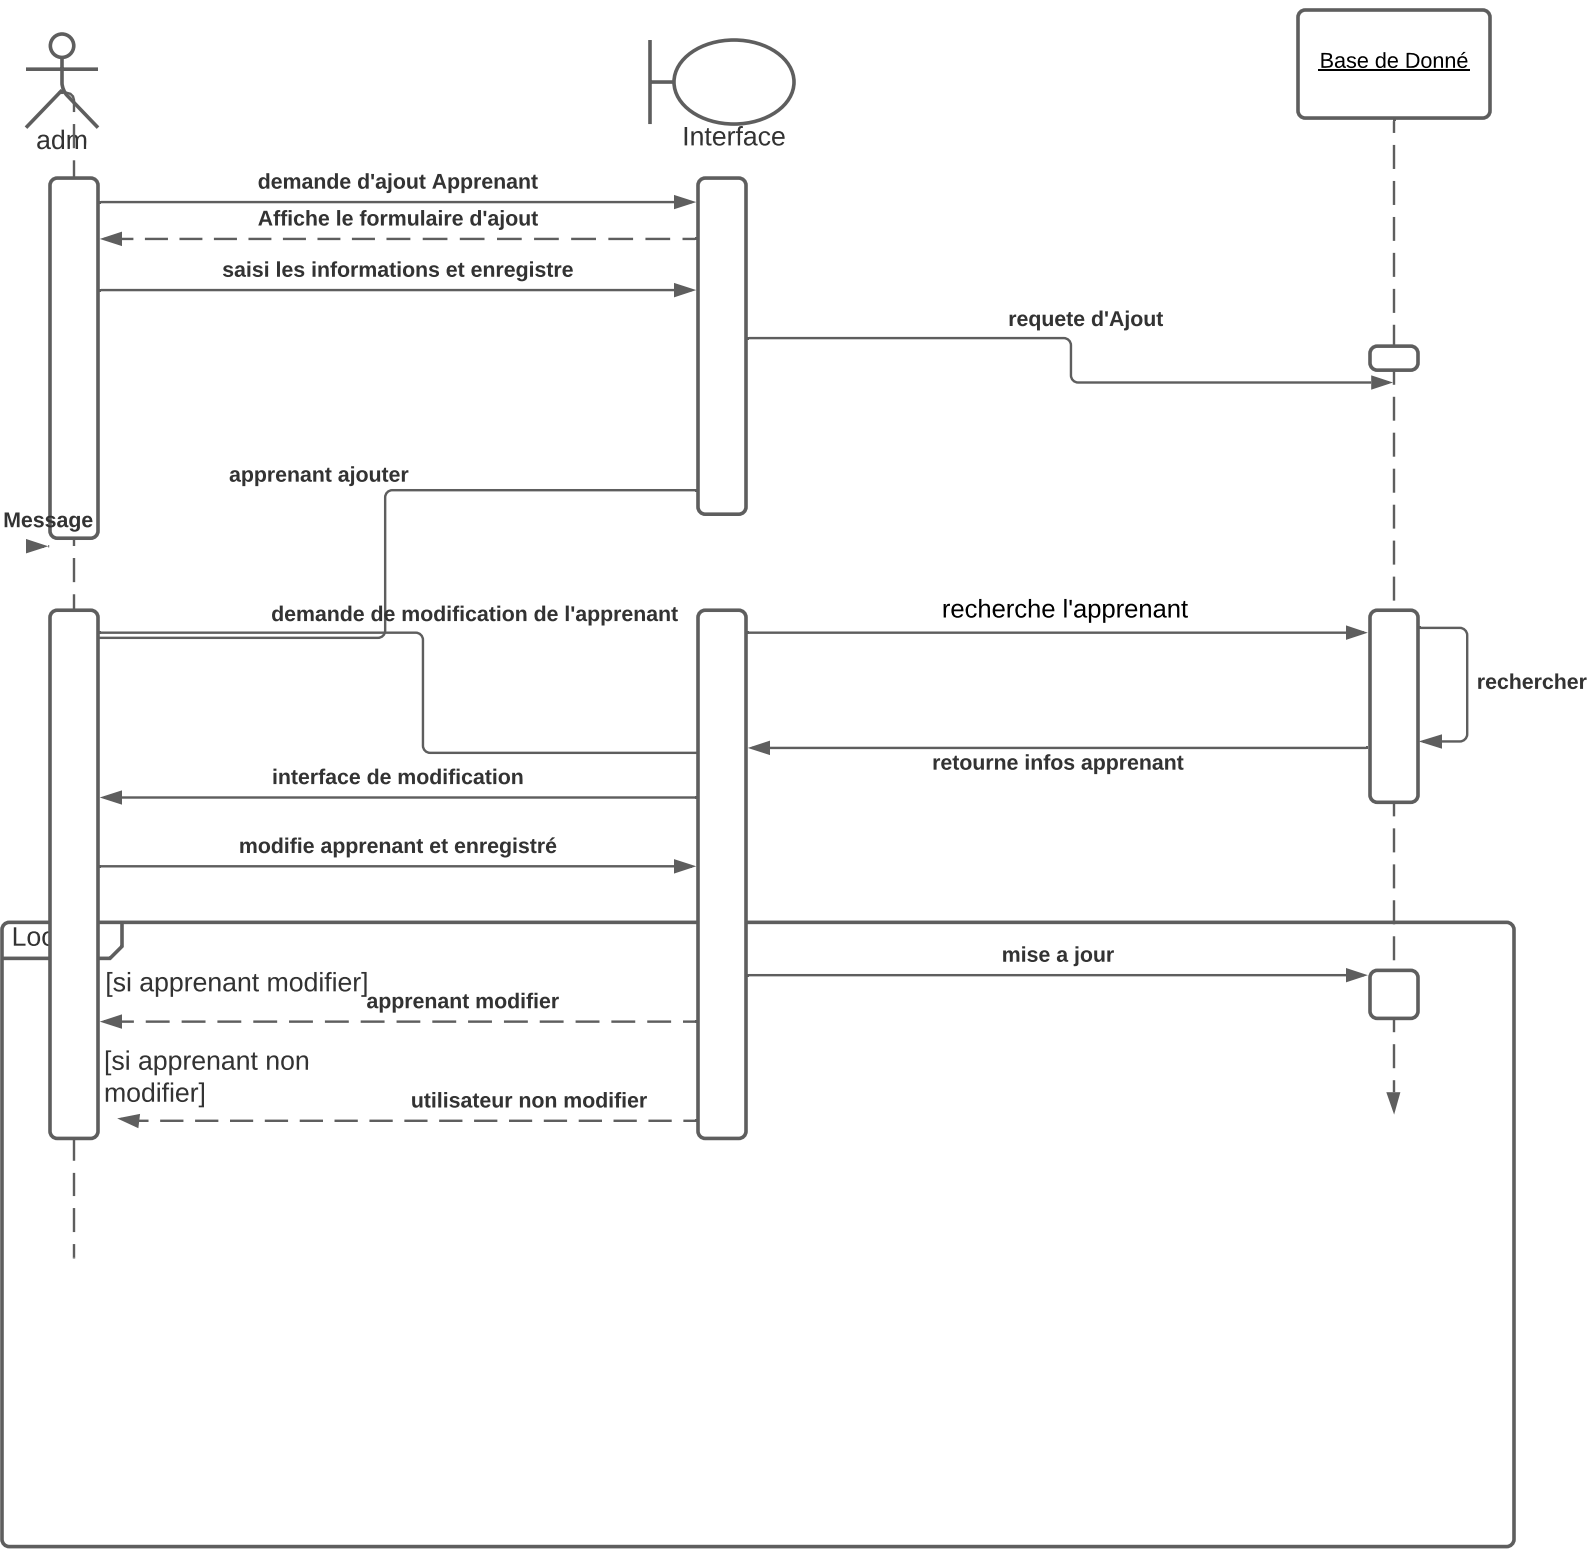 Base de Donné
adm
Interface
demande d'ajout Apprenant
Affiche le formulaire d'ajout
saisi les informations et enregistre
requete d'Ajout
apprenant ajouter
Message
demande de modification de l'apprenant
recherche l'apprenant
rechercher
retourne infos apprenant
interface de modification
modifie apprenant et enregistré
mise a jour
[si apprenant modifier]
apprenant modifier
[si apprenant non
modifier]
utilisateur non modifier